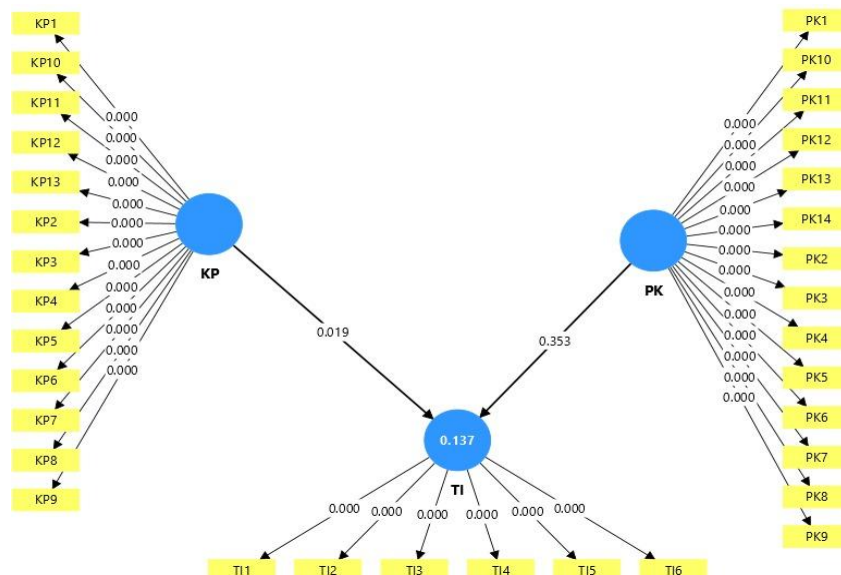 KP1
KP10
KP11
KP12
KP13
KP2
KP3
KP4
KP5
KP6
KP7
KP8
KP9
0.000
0.000
0.000
0.000
0.000
0.000
0.000
0.000
0.000
0.000
0.000
0.000
0.000
KP
0.019
PK1
PK10
PK11
PK12
PK13
PK14
PK2
PK3
PK4
PK5
PK6
PK7
PK8
PK9
0.000
0.000
0.000
0.000
0.000
0.000
0.000
0.000
0.000
0.000
0.000
0.000
0.000
0.000
PK
0.353
0.137
TI
0.000
0.000
0.000
0.000
0.000
0.000
TI1
TI2
TI3
TI4
TI5
TI6